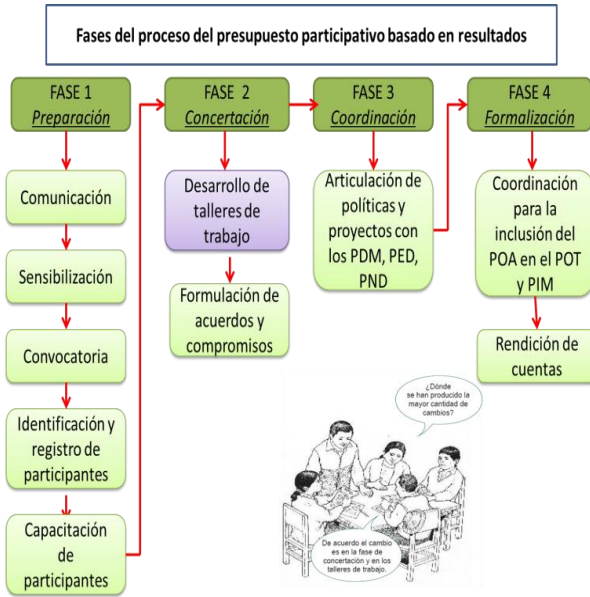 Fases del proceso del presupuesto participativo basado en resultados
FASE 1
Preparación
Comunicación
Sensibilización
Convocatoria
Identificación y
registro de
participantes
Capacitación
de
participantes
FASE 2
Concertación
Desarrollo de
talleres de
trabajo
Formulación de
acuerdos y
compromisos
FASE 3
Coordinación
Articulación de
políticas y
proyectos con
los PDM, PED,
PND
FASE 4
Formalización
Coordinación
para la
inclusión del
POA en el POT
y PIM
Rendición de
cuentas
¿Dónde
se han producido la
mayor cantidad de
cambios?
De acuerdo el cambio
es en la fase de
concertación y en los
talleres de trabajo.